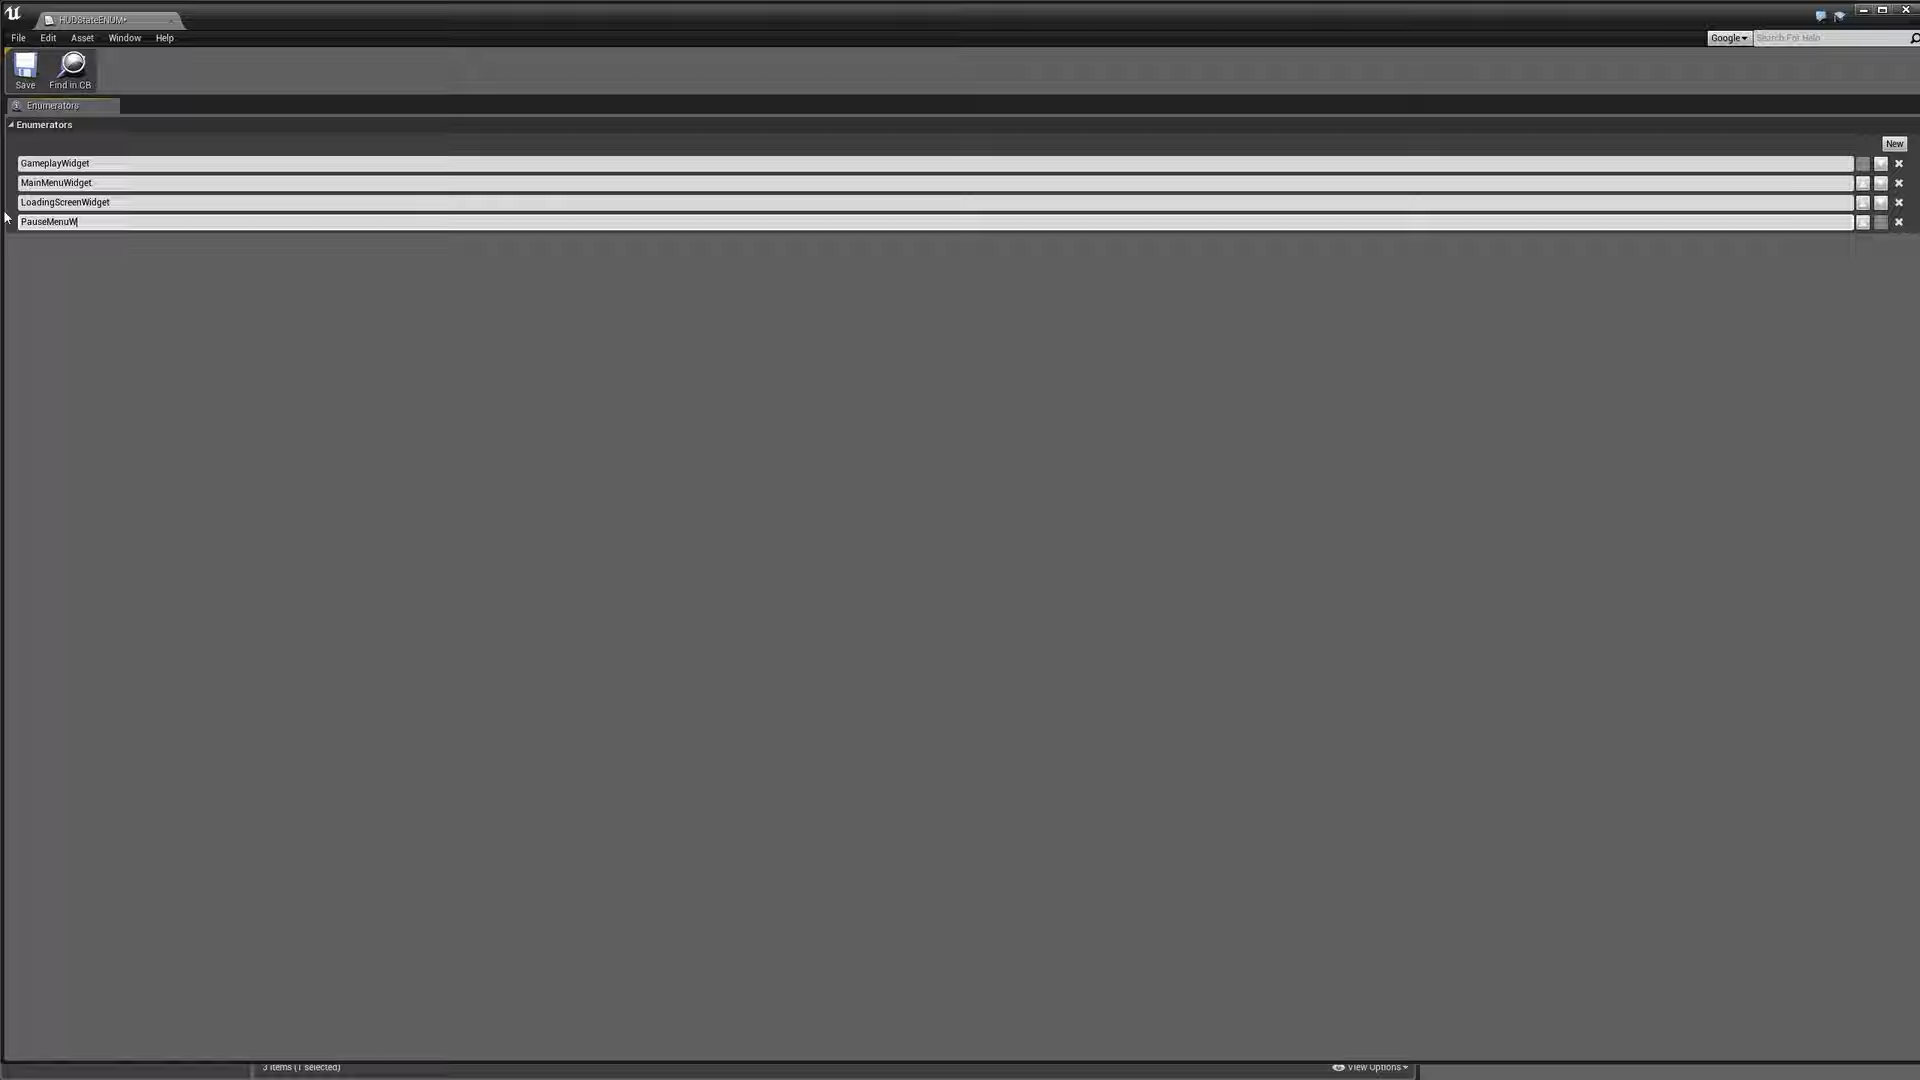 HUDStateENUM*
File Edit Asset Window Help
Google Search For Help
Save Find in CB
Enumerators
Enumerators
New
GameplayWidget
MainMenuWidget
LoadingScreenWidget
PauseMenuW
3 items (1 selected) View Options